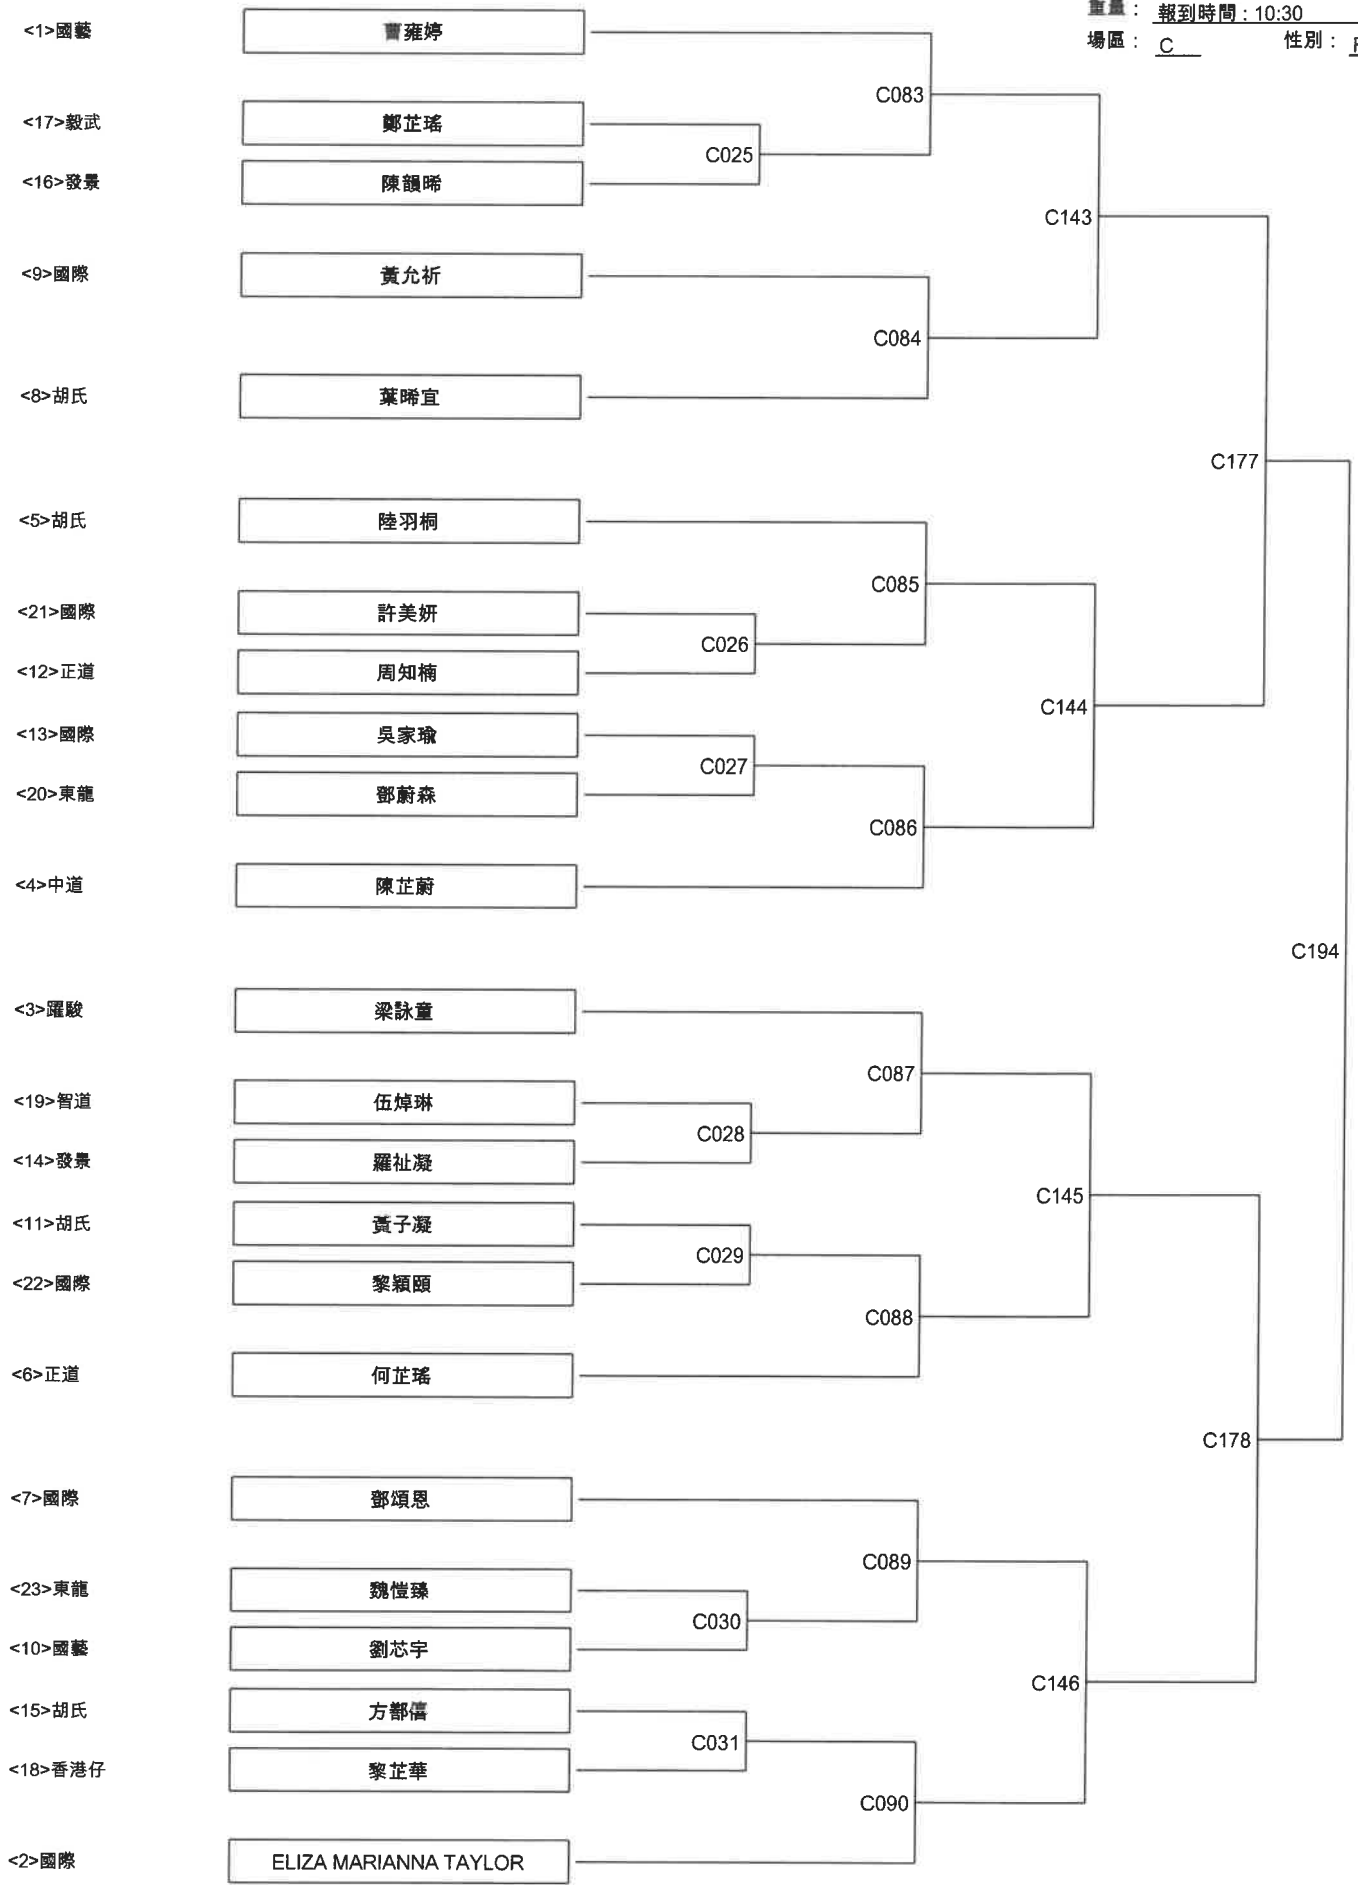 重量： 報到時間 : 10:30
場區： C 性別：
<1>國藝 曹雍婷
C083
<17>毅武 鄭芷瑤
C025
<16>發景 陳韻晞
C143
<9>國際 黃允祈
C084
<8>胡氏 葉晞宜
C177
<5>胡氏 陸羽桐
C085
<21>國際 許美妍
C026
<12>正道 周知楠
C144
<13>國際 吳家瑜
C027
<20>東龍 鄧蔚森
C086
<4>中道 陳芷蔚
C194
<3>躍駿 梁詠童
C087
<19>智道 伍焯琳
C028
<14>發景 羅祉凝
C145
<11>胡氏 黃子凝
C029
<22>國際 黎穎頤
C088
<6>正道 何芷瑤
C178
<7>國際 鄧頌恩
C089
<23>東龍 魏愷臻
C030
<10>國藝 劉芯宇
C146
<15>胡氏
C031
<18>香港仔 黎芷華
C090
<2>國際 ELIZA MARIANNA TAYLOR